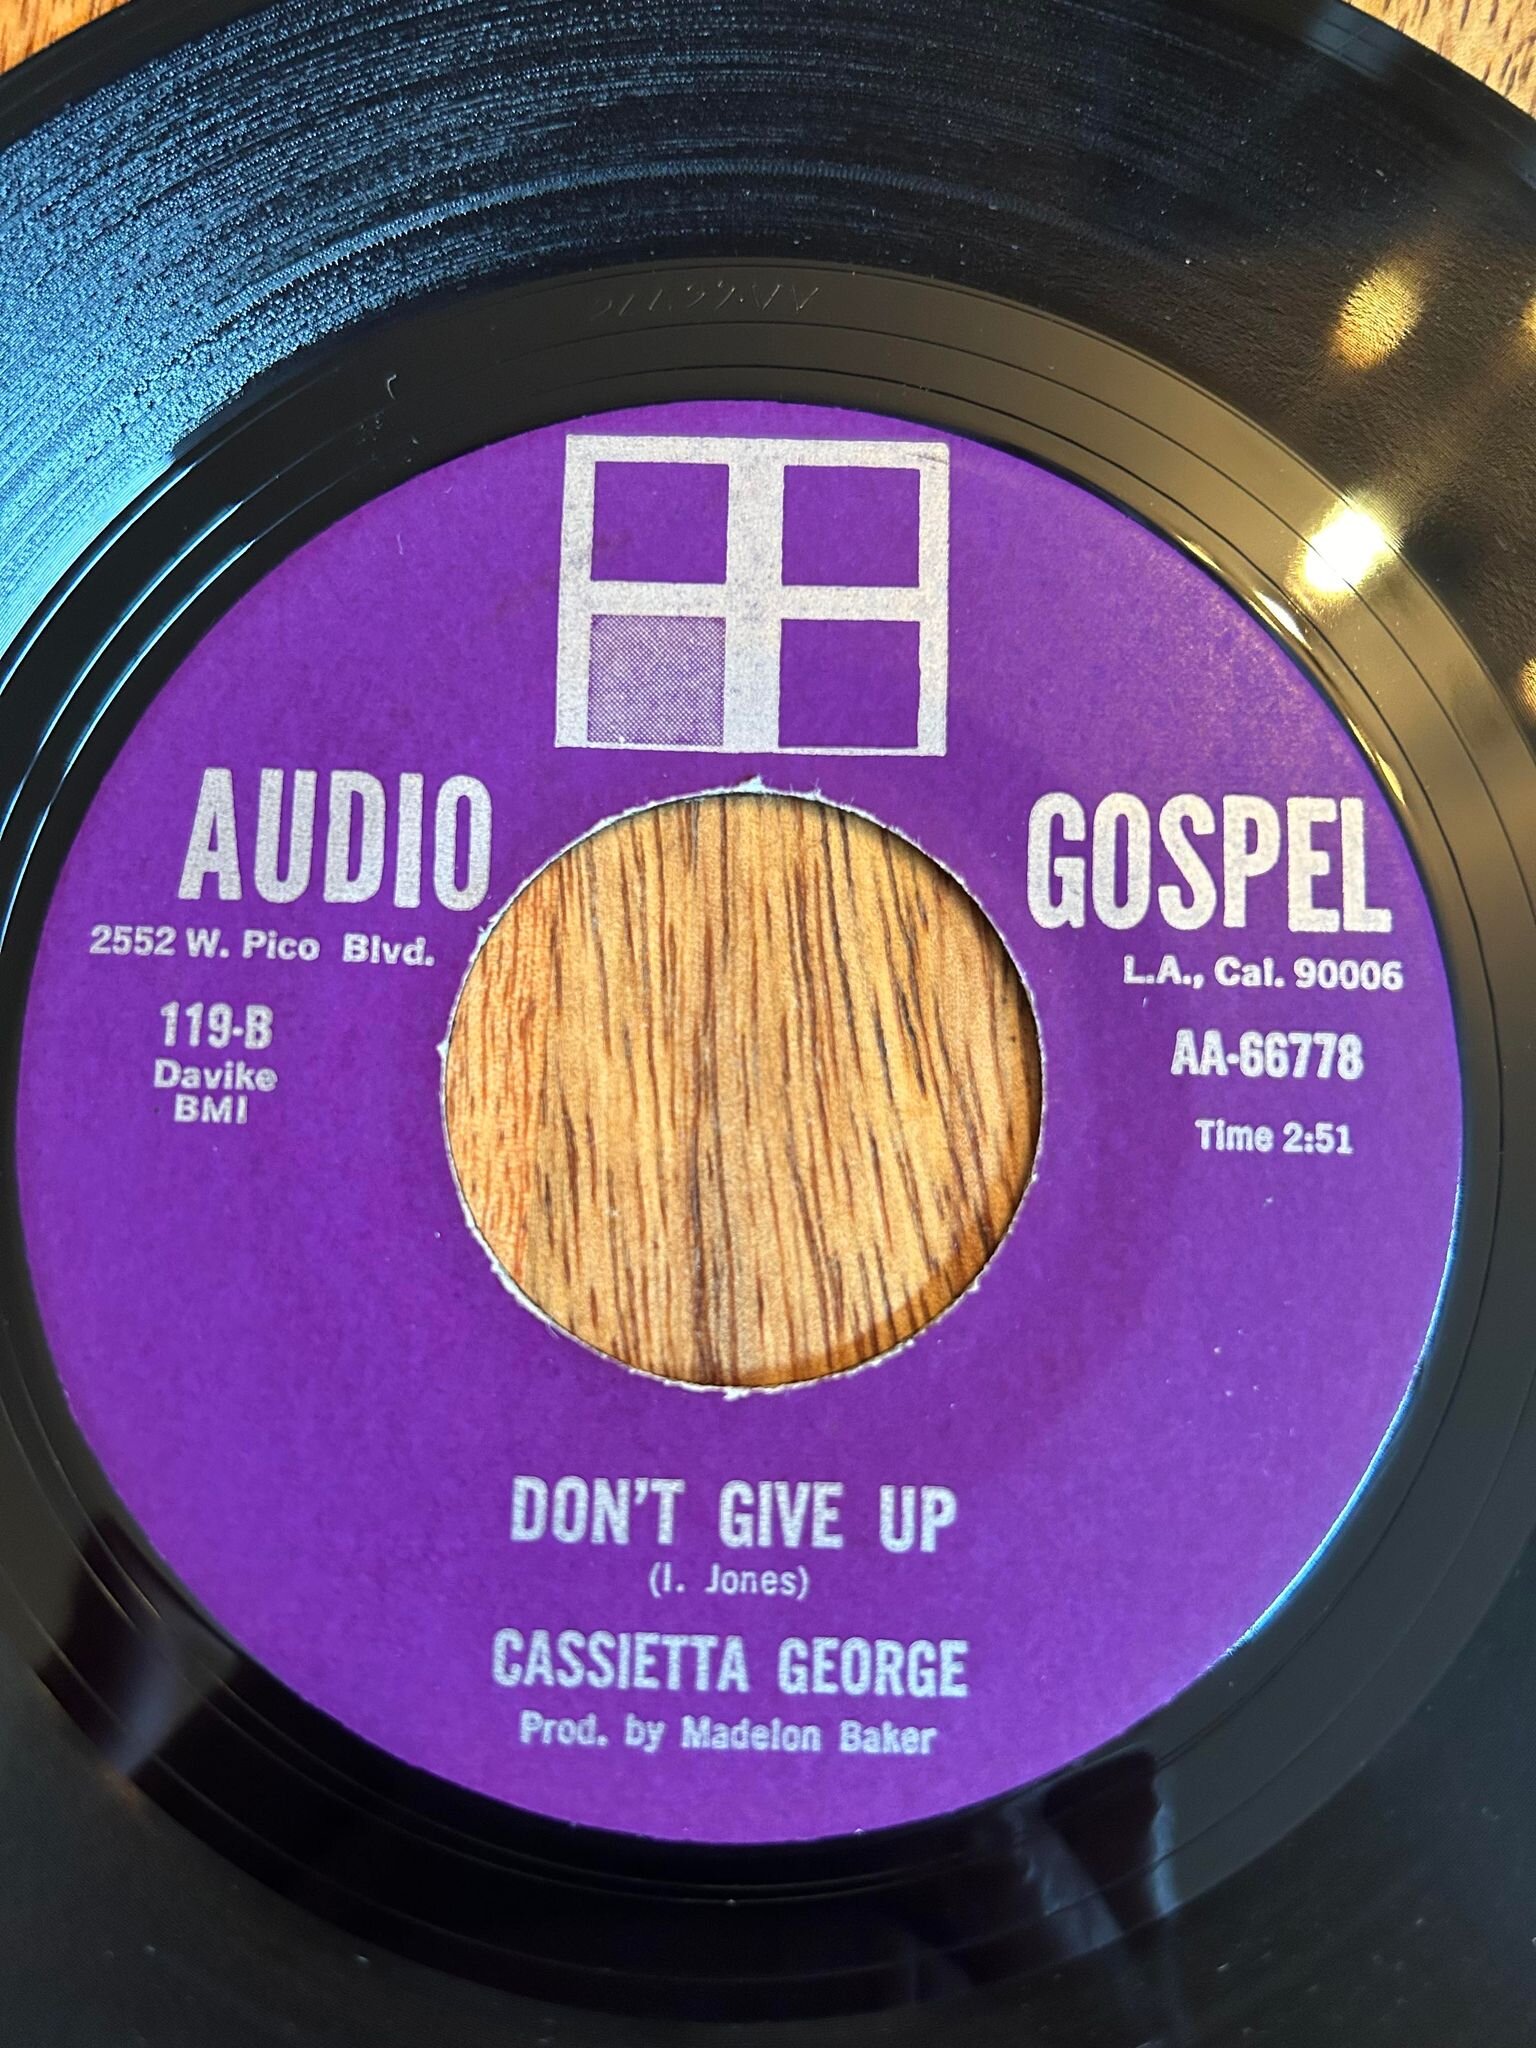 AUDIO GOSPEL
2552 W. Pico Blvd. L.A., Cal. 90006
119-B
Davike
BMI
AA-66778
Time 2:51
DON'T GIVE UP
(I. Jones)
CASSIETTA GEORGE
Prod. by Madelon Baker